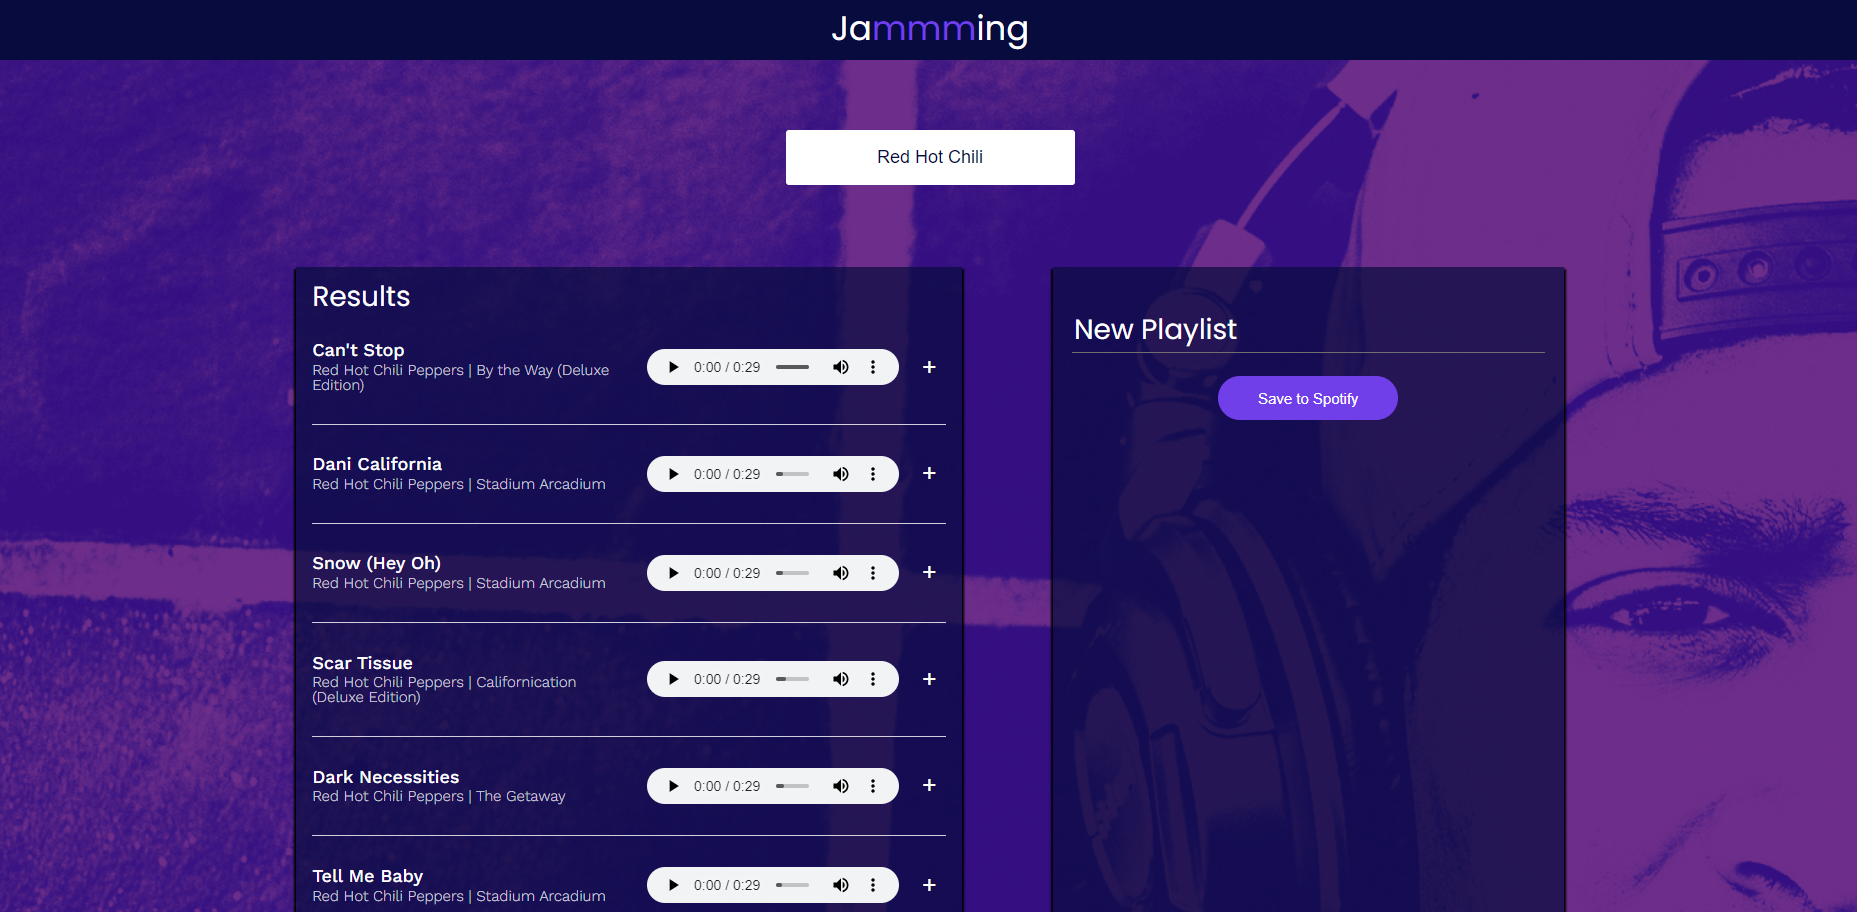 Jammming
Red Hot Chili
Results
Can't Stop
Red Hot Chili Peppers | By the Way (Deluxe
Edition)
0:00 / 0:29
+
Dani California
Red Hot Chili Peppers | Stadium Arcadium
0:00 / 0:29
+
Snow (Hey Oh)
Red Hot Chili Peppers | Stadium Arcadium
0:00 / 0:29
+
Scar Tissue
Red Hot Chili Peppers | Californication
(Deluxe Edition)
0:00 / 0:29
+
Dark Necessities
Red Hot Chili Peppers | The Getaway
0:00 / 0:29
+
Tell Me Baby
Red Hot Chili Peppers | Stadium Arcadium
0:00 / 0:29
+
New Playlist
Save to Spotify